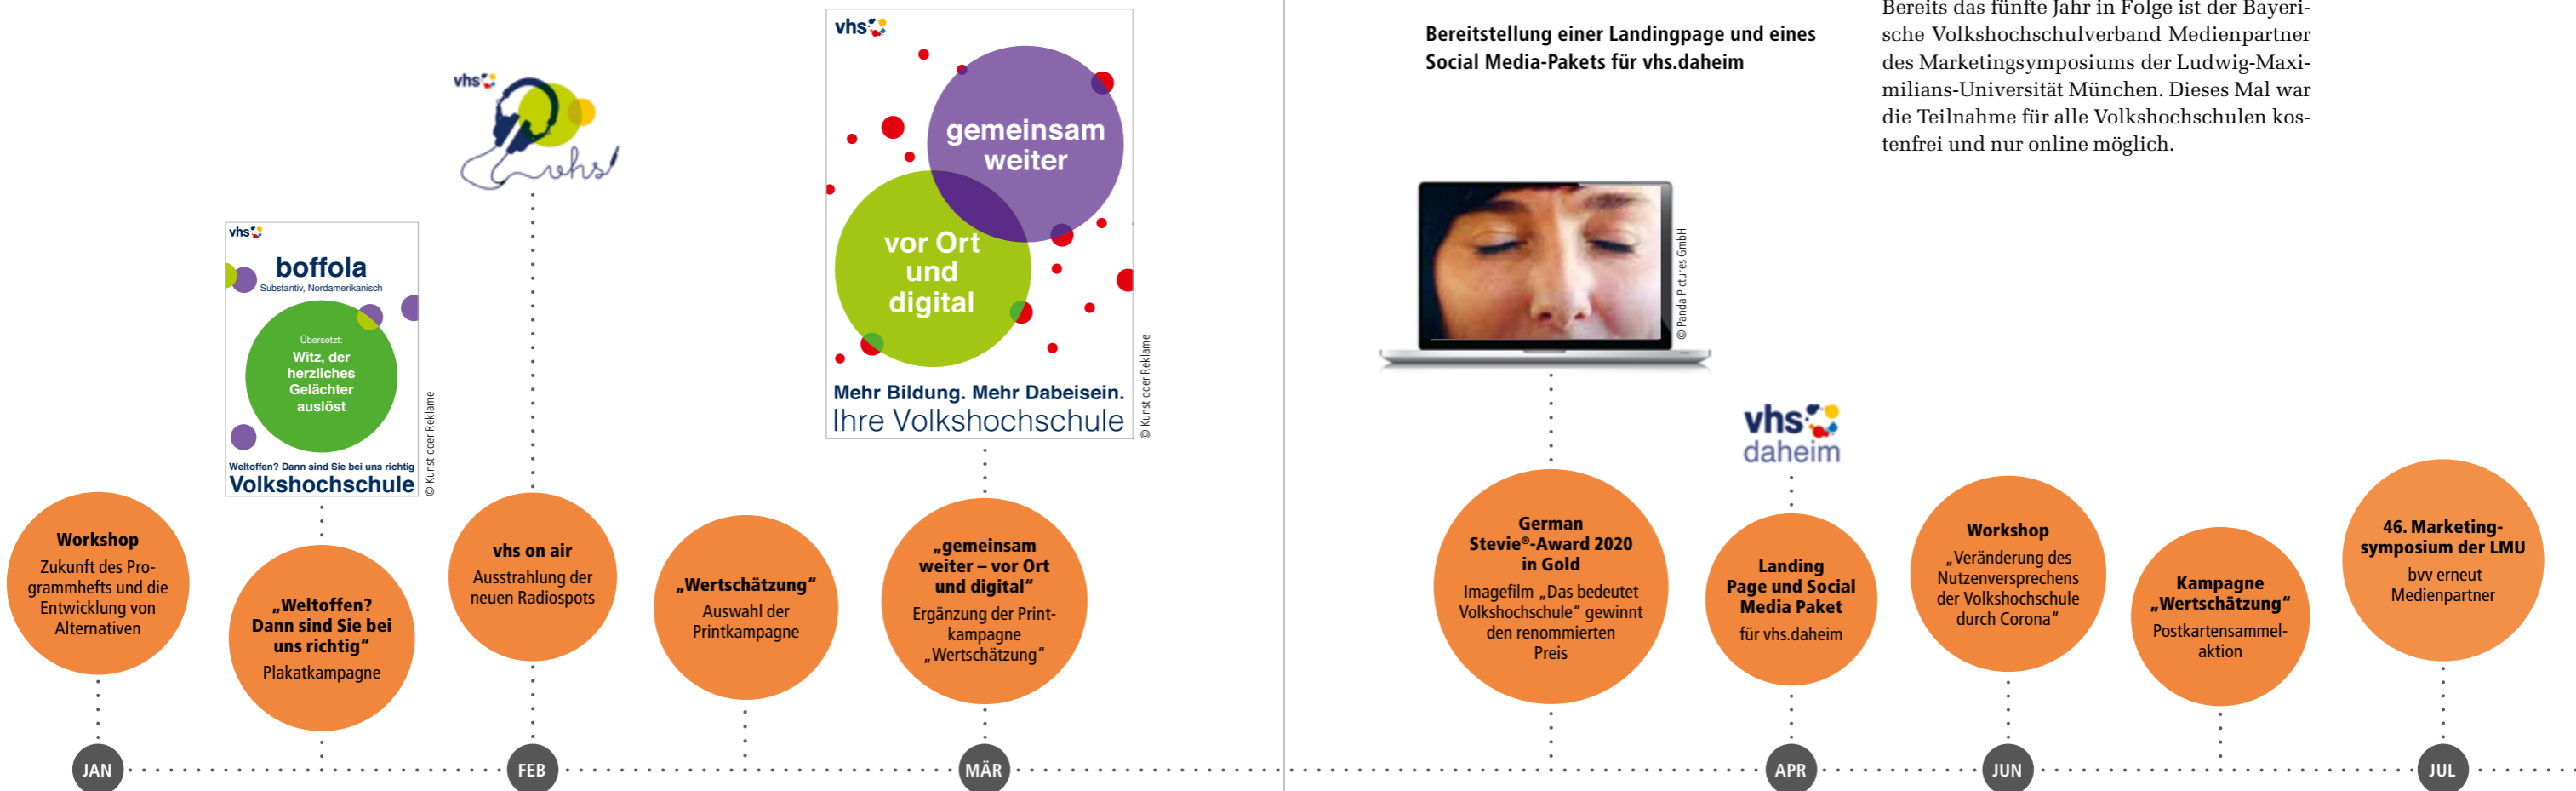 vhs
vhs
boffola
Substantiv, Nordamerikanisch
Übersetzt:
Witz, der
herzliches
Gelächter
auslöst
Weltoffen? Dann sind Sie bei uns richtig
Volkshochschule
© Kunst oder Reklame
vhs
gemeinsam
weiter
vor Ort
und
digital
Mehr Bildung. Mehr Dabeisein.
Ihre Volkshochschule
© Kunst oder Reklame
Bereitstellung einer Landingpage und eines
Social Media-Pakets für vhs.daheim
Bereits das fünfte Jahr in Folge ist der Bayeri-
sche Volkshochschulverband Medienpartner
des Marketingsymposiums der Ludwig-Maxi-
milians-Universität München. Dieses Mal war
die Teilnahme für alle Volkshochschulen kos-
tenfrei und nur online möglich.
© Panda Pictures GmbH
vhs
daheim
Workshop
Zukunft des Pro-
grammhefts und die
Entwicklung von
Alternativen
„Weltoffen?
Dann sind Sie bei
uns richtig“
Plakatkampagne
vhs
vhs on air
Ausstrahlung der
neuen Radiospots
„Wertschätzung“
Auswahl der
Printkampagne
„gemeinsam
weiter – vor Ort
und digital“
Ergänzung der Print-
kampagne
„Wertschätzung“
German
Stevie®-Award 2020
in Gold
Imagefilm „Das bedeutet
Volkshochschule“ gewinnt
den renommierten
Preis
Landing
Page und Social
Media Paket
für vhs.daheim
Workshop
„Veränderung des
Nutzenversprechens
der Volkshochschule
durch Corona“
Kampagne
„Wertschätzung“
Postkartensammel-
aktion
46. Marketing-
symposium der LMU
bvv erneut
Medienpartner
JAN
FEB
MÄR
APR
JUN
JUL